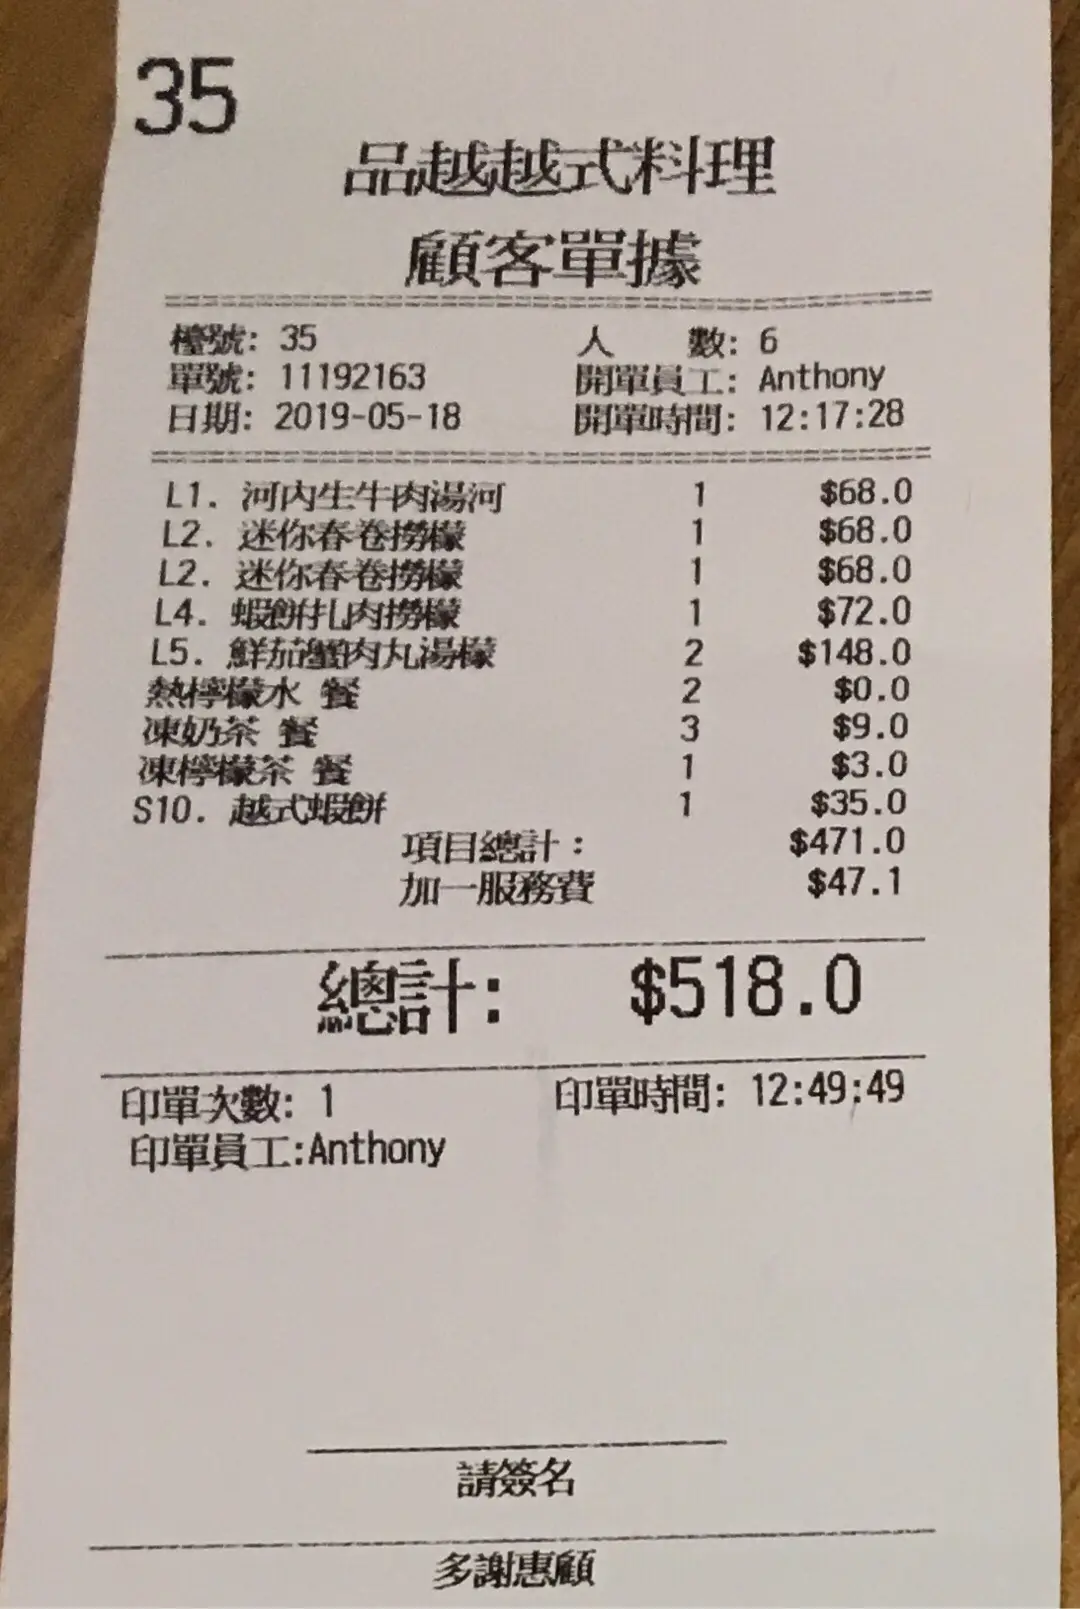 35
品越越式料理
顧客單據
檯號: 35 人 數: 6
單號: 11192163 開單員工: Anthony
日期: 2019-05-18 開單時間: 12:17:28
L1. 河內生牛肉湯河 1 $68.0
L2. 迷你春卷撈檬 1 $68.0
L2. 迷你春卷撈檬 1 $68.0
L4. 蝦餅扎肉撈檬 1 $72.0
L5. 鮮茄蟹肉丸湯檬 2 $148.0
熱檸檬水 餐 2 $0.0
凍奶茶 餐 3 $9.0
凍檸檬茶 餐 1 $3.0
S10. 越式蝦餅 1 $35.0
項目總計: $471.0
加一服務費 $47.1
總計: $518.0
印單次數: 1 印單時間: 12:49:49
印單員工:Anthony
請簽名
多謝惠顧